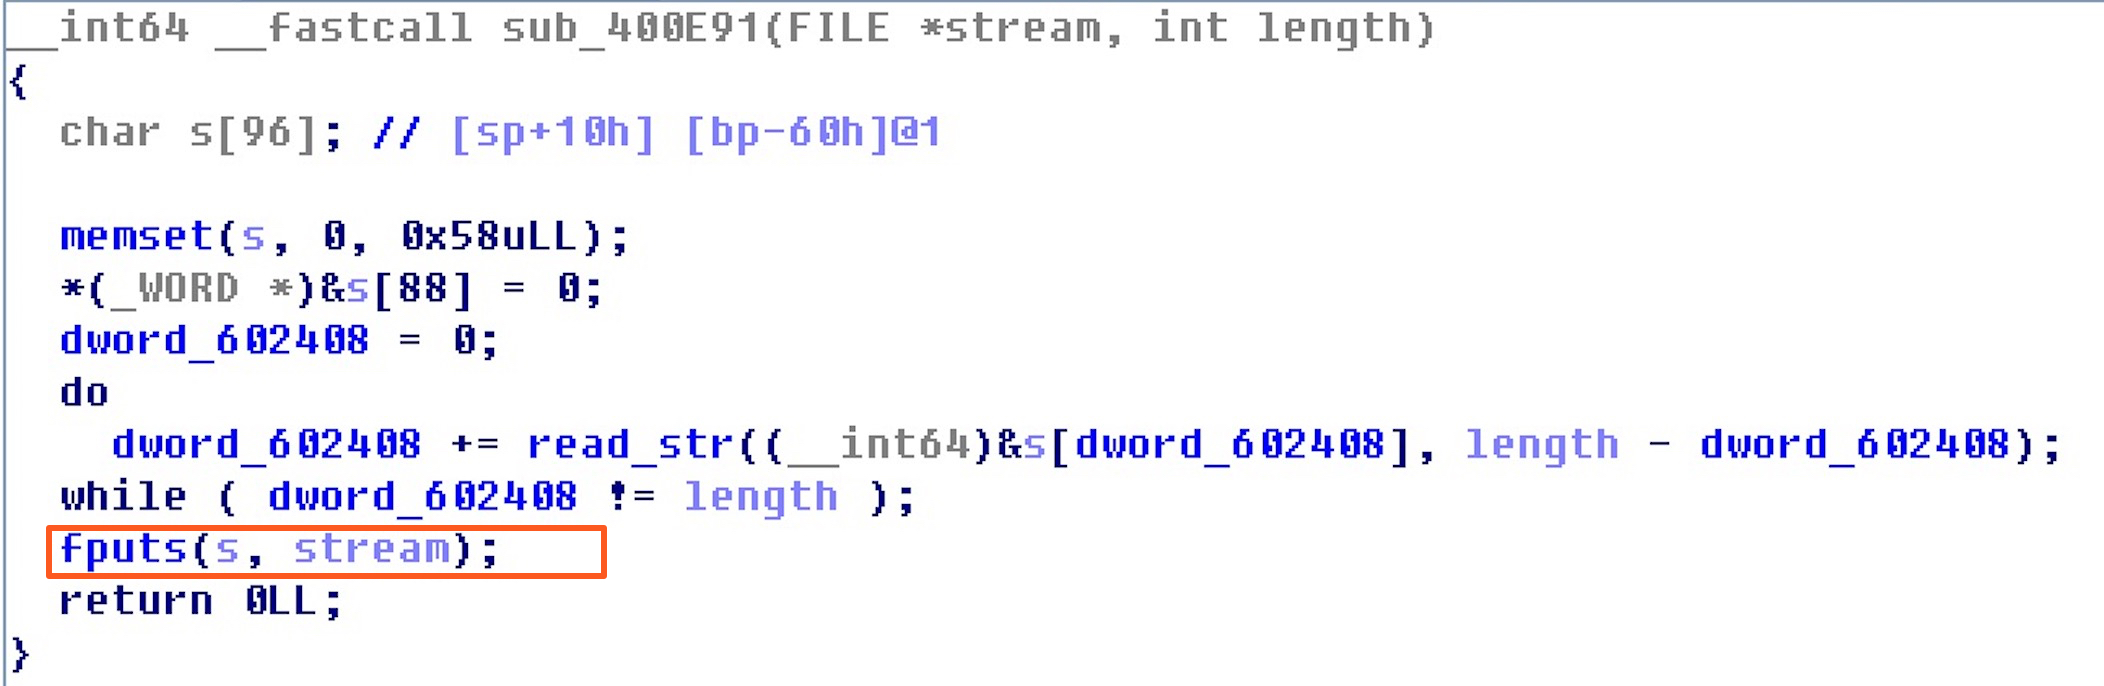 __int64 __fastcall sub_400E91(FILE *stream, int length)
{
  char s[96]; // [sp+10h] [bp-60h]@1

  memset(s, 0, 0x58uLL);
  *(_WORD *)&s[88] = 0;
  dword_602408 = 0;
  do
    dword_602408 += read_str((__int64)&s[dword_602408], length - dword_602408);
  while ( dword_602408 != length );
  fputs(s, stream);
  return 0LL;
}